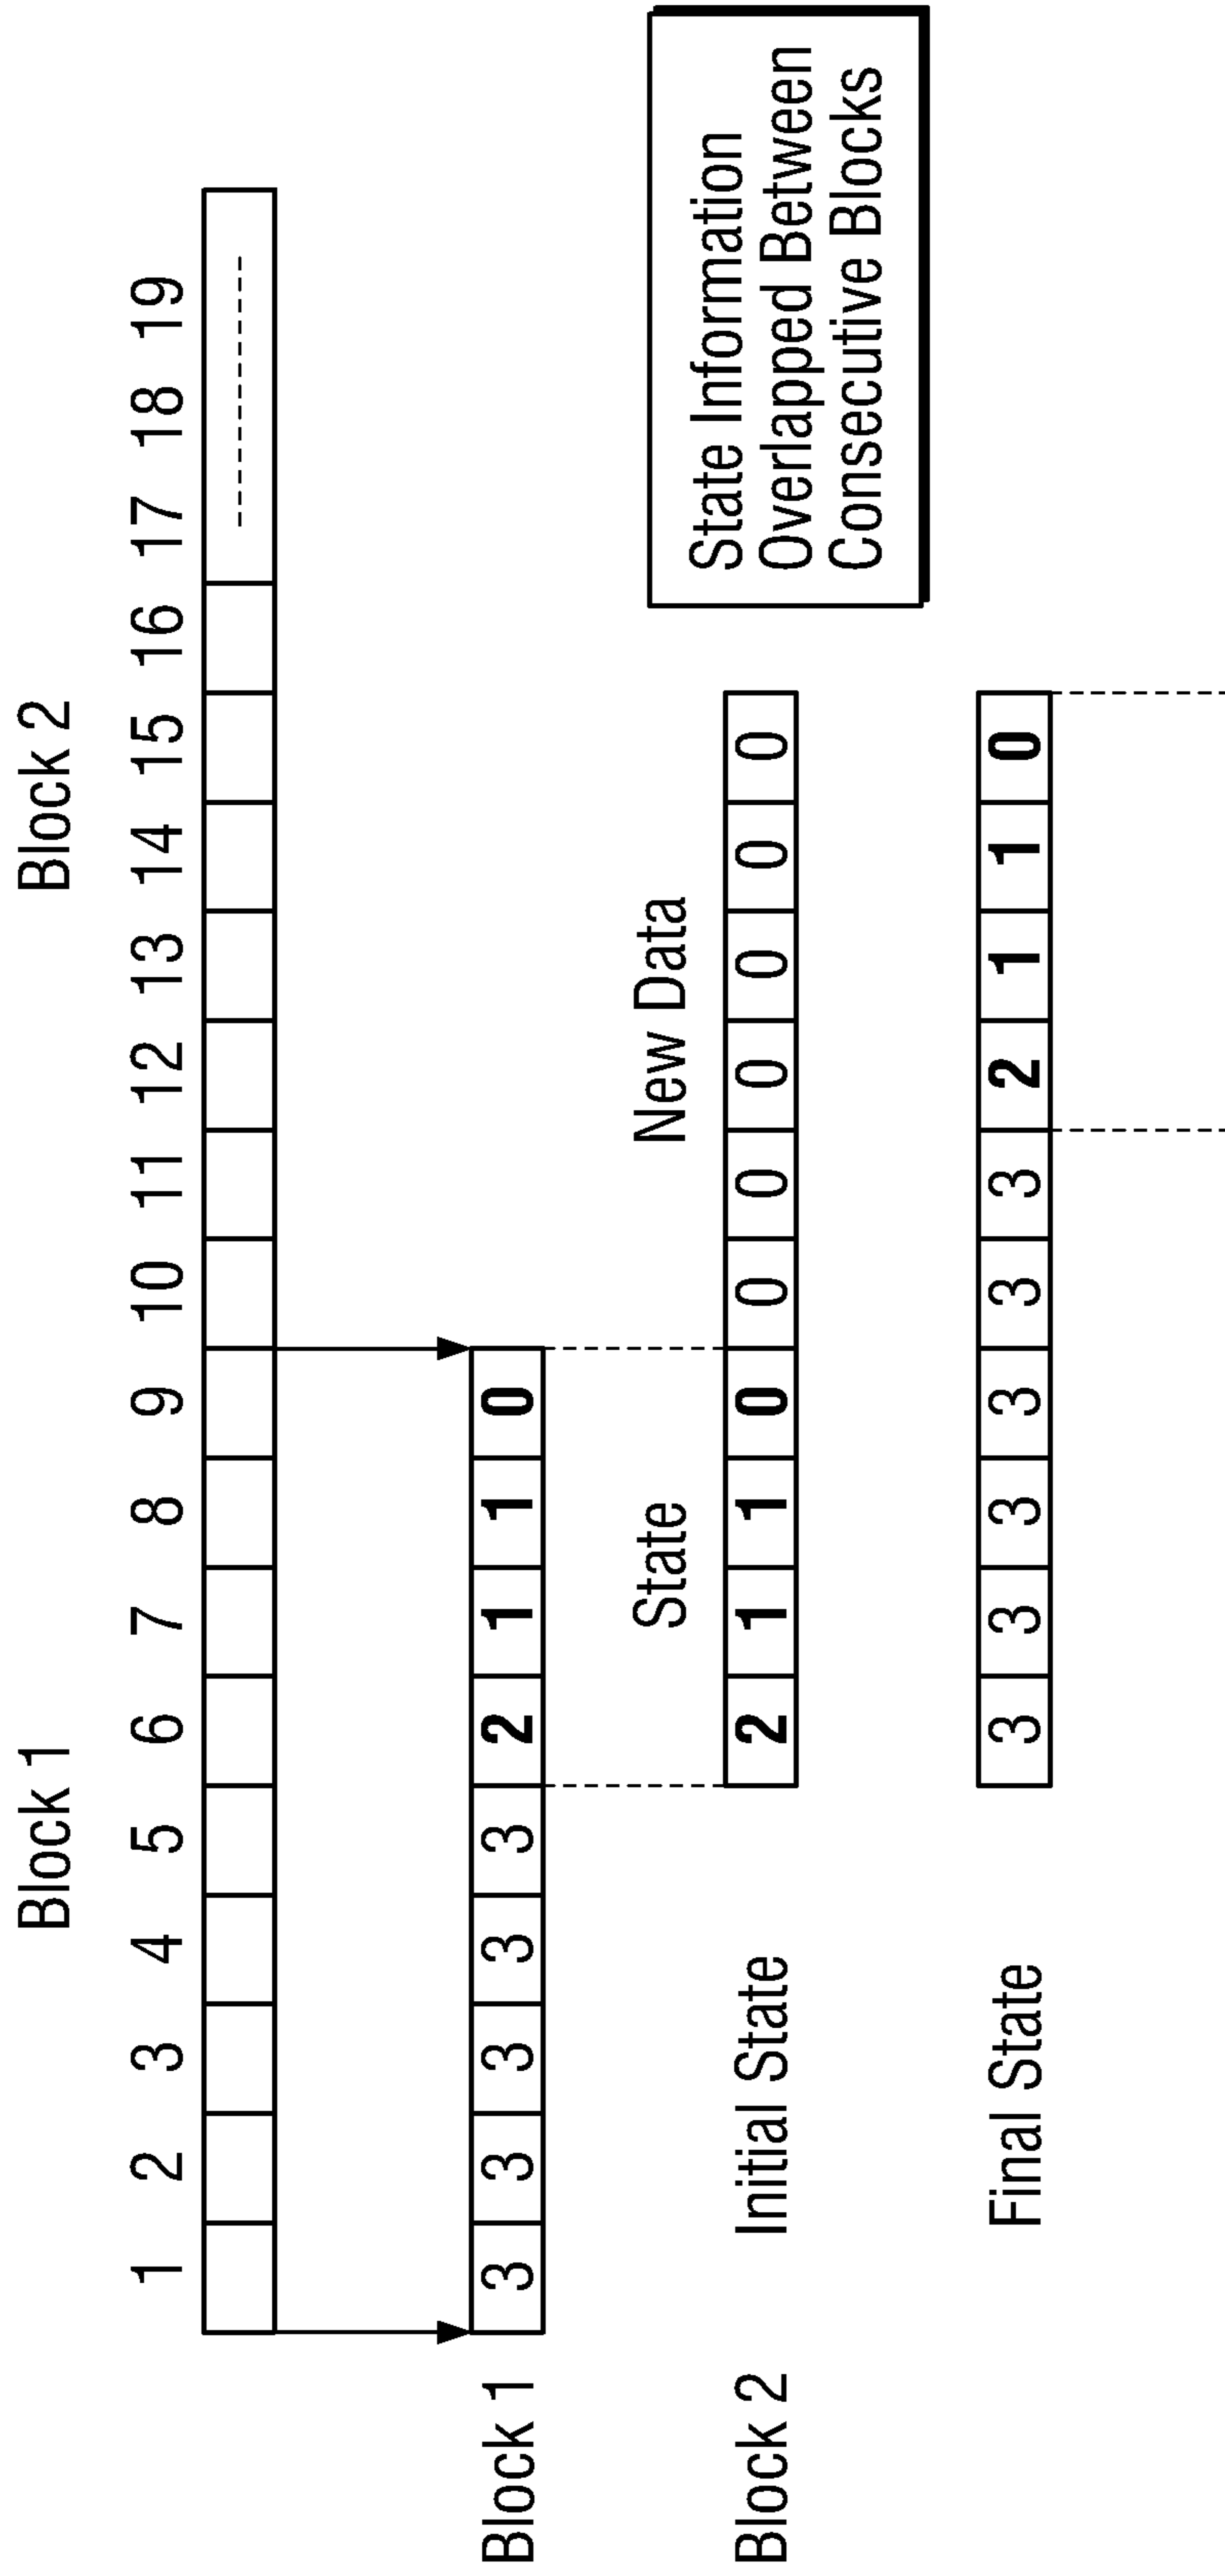 Block 1 Block 2
1 2 3 4 5 6 7 8 9 10 11 12 13 14 15 16 17 18 19
Block 1 3 3 3 3 3 2 1 1 0
State New Data
Block 2 Initial State 2 1 1 0 0 0 0 0 0 0
Final State 3 3 3 3 3 3 2 1 1 0
State Information
Overlapped Between
Consecutive Blocks